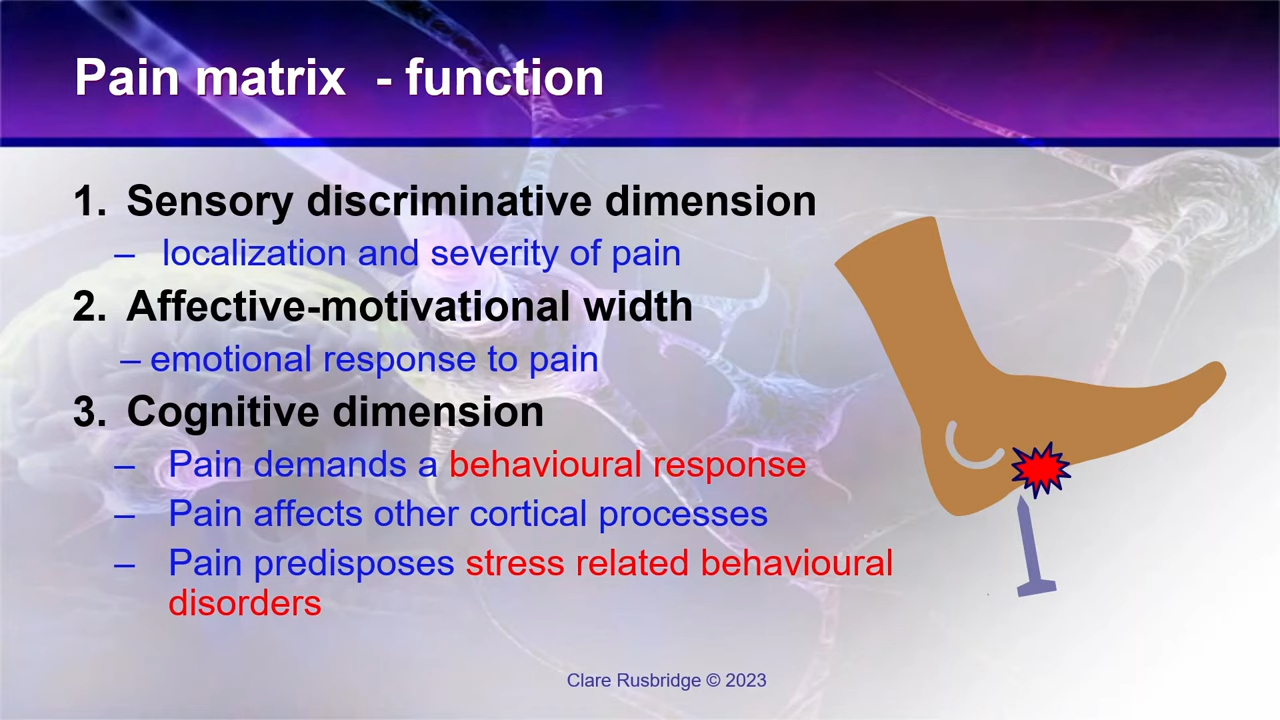 Pain matrix  - function
1. Sensory discriminative dimension
– localization and severity of pain
2. Affective-motivational width
– emotional response to pain
3. Cognitive dimension
– Pain demands a behavioural response
– Pain affects other cortical processes
– Pain predisposes stress related behavioural
disorders
Clare Rusbridge © 2023